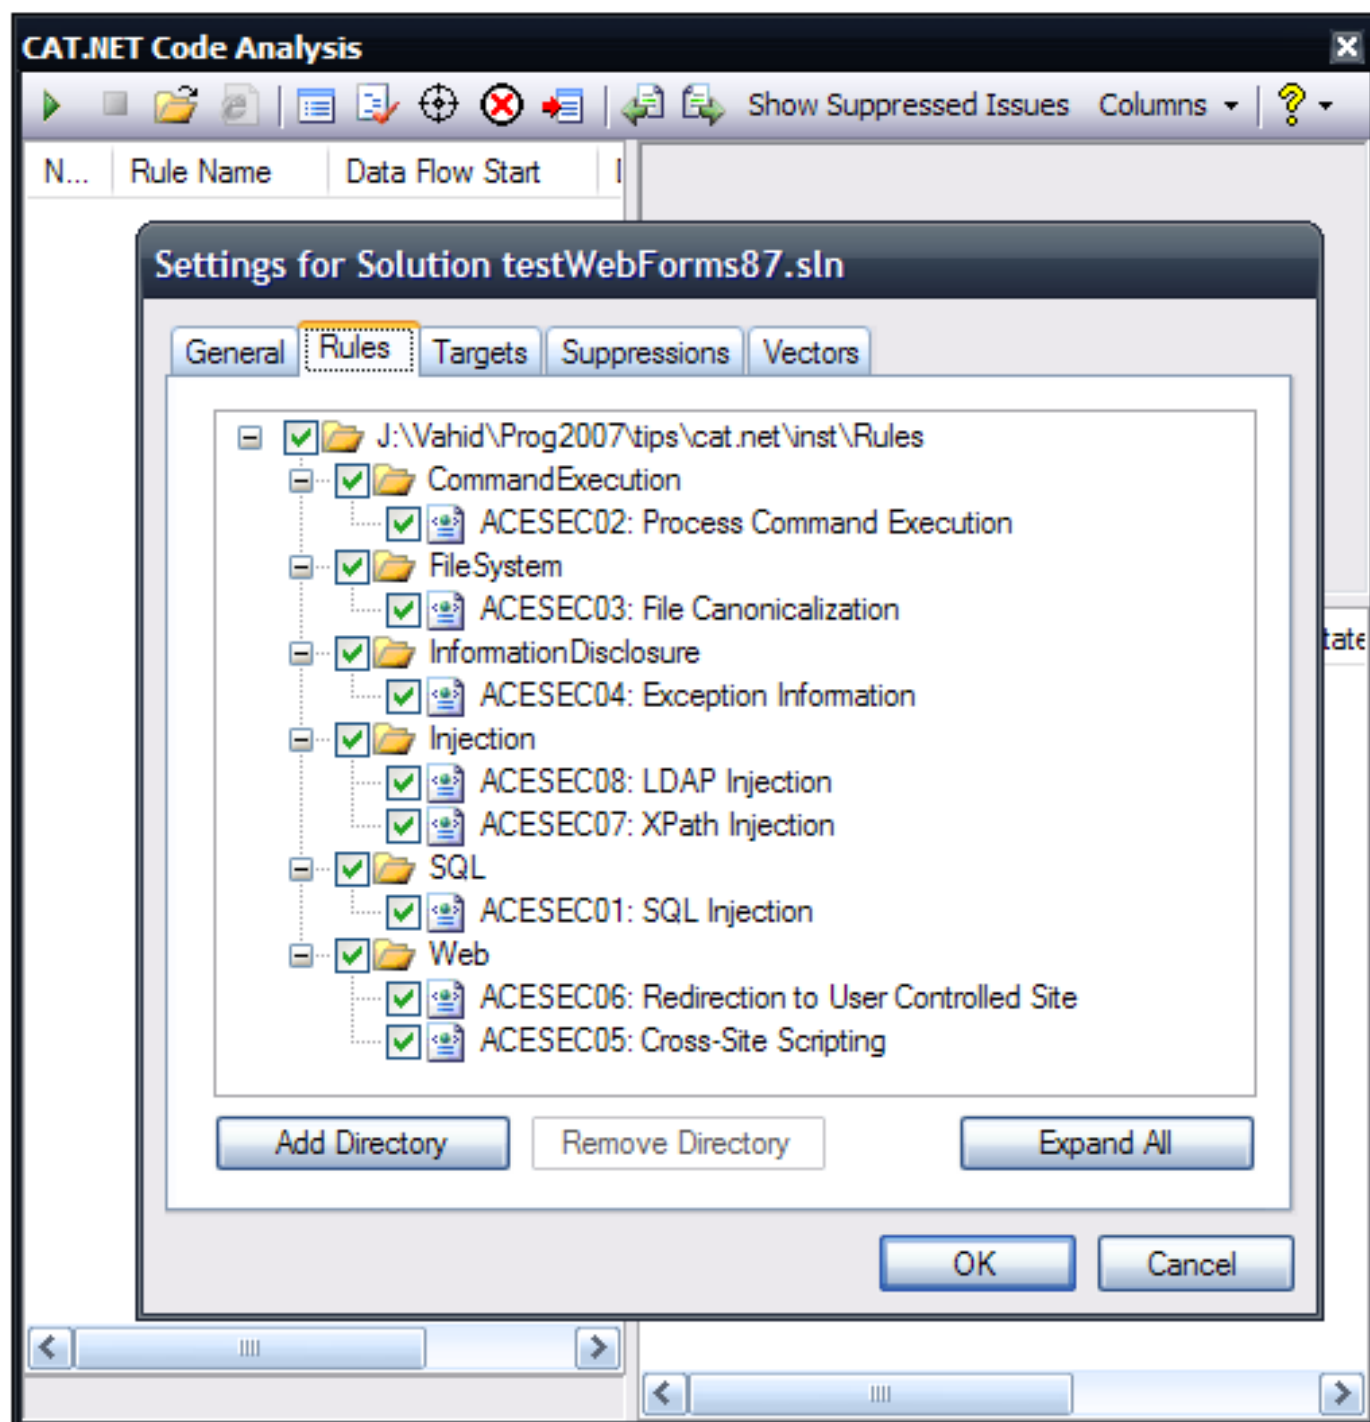 CAT.NET Code Analysis
Show Suppressed Issues Columns
N... Rule Name Data Flow Start
Settings for Solution testWebForms87.sln
General Rules Targets Suppressions Vectors
J:\Vahid\Prog2007\tips\cat.net\inst\Rules
CommandExecution
ACESEC02: Process Command Execution
FileSystem
ACESEC03: File Canonicalization
InformationDisclosure
tate
ACESEC04: Exception Information
Injection
ACESEC08: LDAP Injection
ACESEC07: XPath Injection
SQL
ACESEC01: SQL Injection
Web
ACESEC06: Redirection to User Controlled Site
ACESEC05: Cross-Site Scripting
Add Directory Remove Directory Expand All
OK Cancel